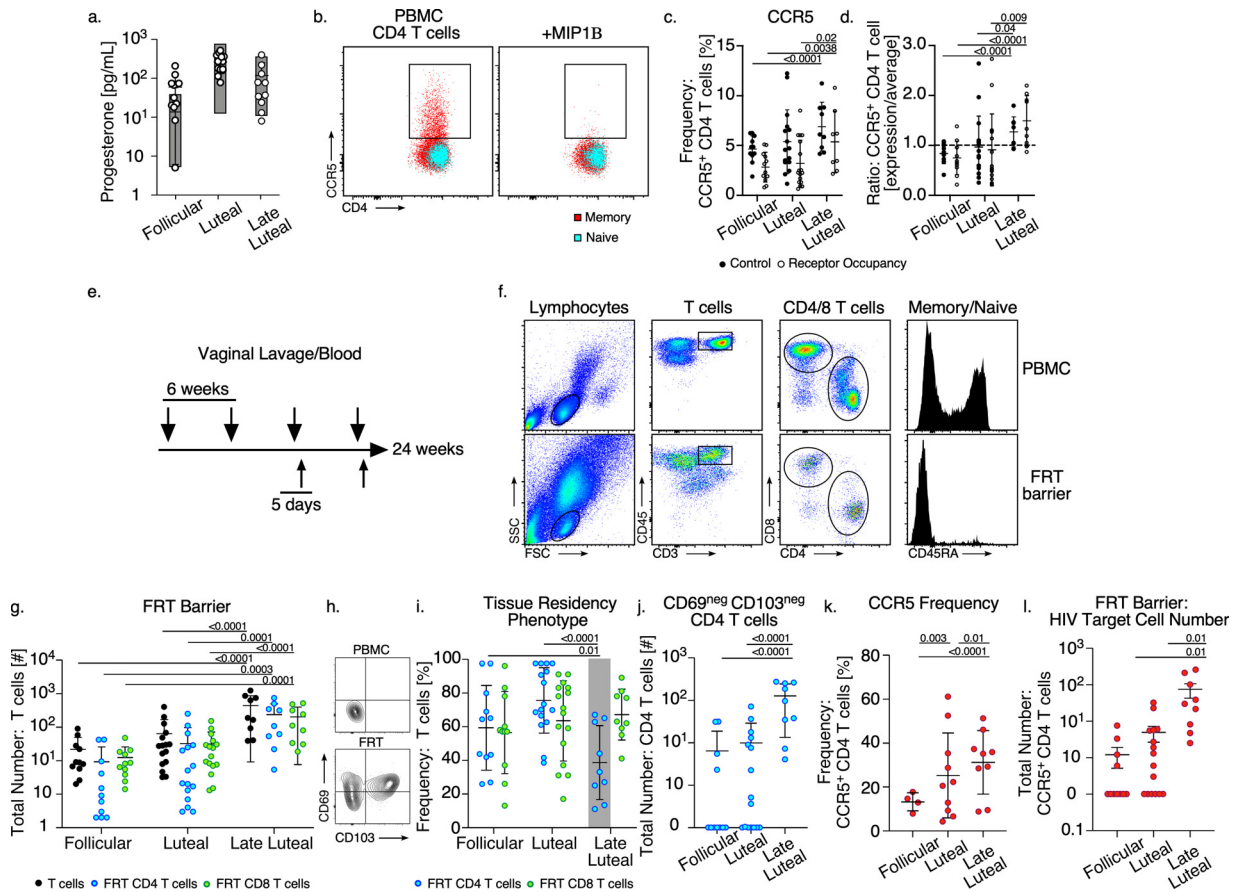 a.
Progesterone [pg/mL]
10³
10²
10¹
10
1
Follicular
Luteal
Late
Luteal
b.
PBMC
CD4 T cells
+MIP1B
CCR5
CD4
Memory
Naive
c.
CCR5
Frequency:
CCR5⁺ CD4 T cells [%]
15
10
5
0
0.02
0.0038
<0.0001
Follicular
Luteal
Late
Luteal
d.
Ratio: CCR5⁺ CD4 T cell
[expression/average]
3.0
2.0
1.0
0.0
0.009
0.04
<0.0001
<0.0001
Follicular
Luteal
Late
Luteal
Control
Receptor Occupancy
e.
Vaginal Lavage/Blood
6 weeks
24 weeks
5 days
f.
Lymphocytes
T cells
CD4/8 T cells
Memory/Naive
PBMC
FRT
barrier
SSC
FSC
CD45
CD3
CD8
CD4
CD45RA
g.
FRT Barrier
Total Number: T cells [#]
<0.0001
0.0001
0.0001
<0.0001
0.0003
0.0001
10⁴
10³
10²
10¹
10
1
Follicular
Luteal
Late Luteal
T cells
FRT CD4 T cells
FRT CD8 T cells
h.
PBMC
FRT
CD69
CD103
i.
Tissue Residency
Phenotype
Frequency: T cells [%]
<0.0001
0.01
100
80
60
40
20
0
Follicular
Luteal
Late
Luteal
FRT CD4 T cells
FRT CD8 T cells
j.
CD69ⁿᵉᵍ CD103ⁿᵉᵍ
CD4 T cells
Total Number: CD4 T cells [#]
<0.0001
<0.0001
10³
10²
10¹
10
0
Follicular
Luteal
Late
Luteal
k.
CCR5 Frequency
Frequency:
CCR5⁺ CD4 T cells [%]
0.003
0.01
<0.0001
80
60
40
20
0
Follicular
Luteal
Late
Luteal
l.
FRT Barrier:
HIV Target Cell Number
Total Number:
CCR5⁺ CD4 T cells
0.01
0.01
10³
10²
10¹
10
0
0.1
Follicular
Luteal
Late
Luteal